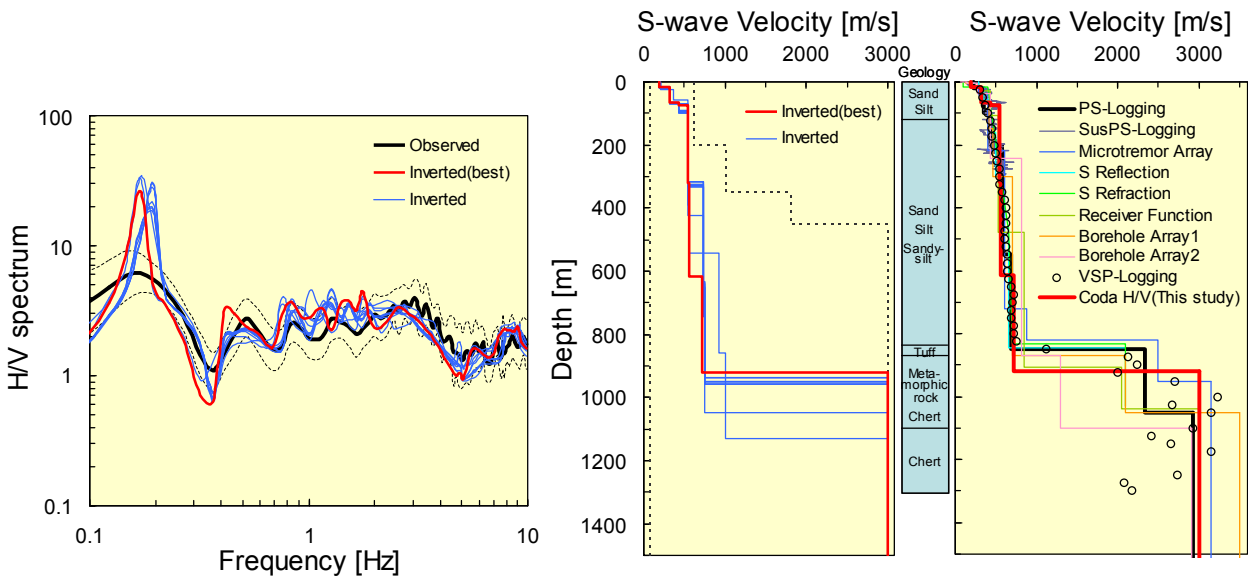 H/V spectrum
100
10
1
0.1
0.1
1
10
Frequency [Hz]
Observed
Inverted(best)
Inverted
S-wave Velocity [m/s]
0
1000
2000
3000
Depth [m]
0
200
400
600
800
1000
1200
1400
Inverted(best)
Inverted
Geology
Sand
Silt
Sand
Silt
Sandy-
silt
Tuff
Meta-
morphic
rock
Chert
Chert
S-wave Velocity [m/s]
0
1000
2000
3000
PS-Logging
SusPS-Logging
Microtremor Array
S Reflection
S Refraction
Receiver Function
Borehole Array1
Borehole Array2
VSP-Logging
Coda H/V(This study)